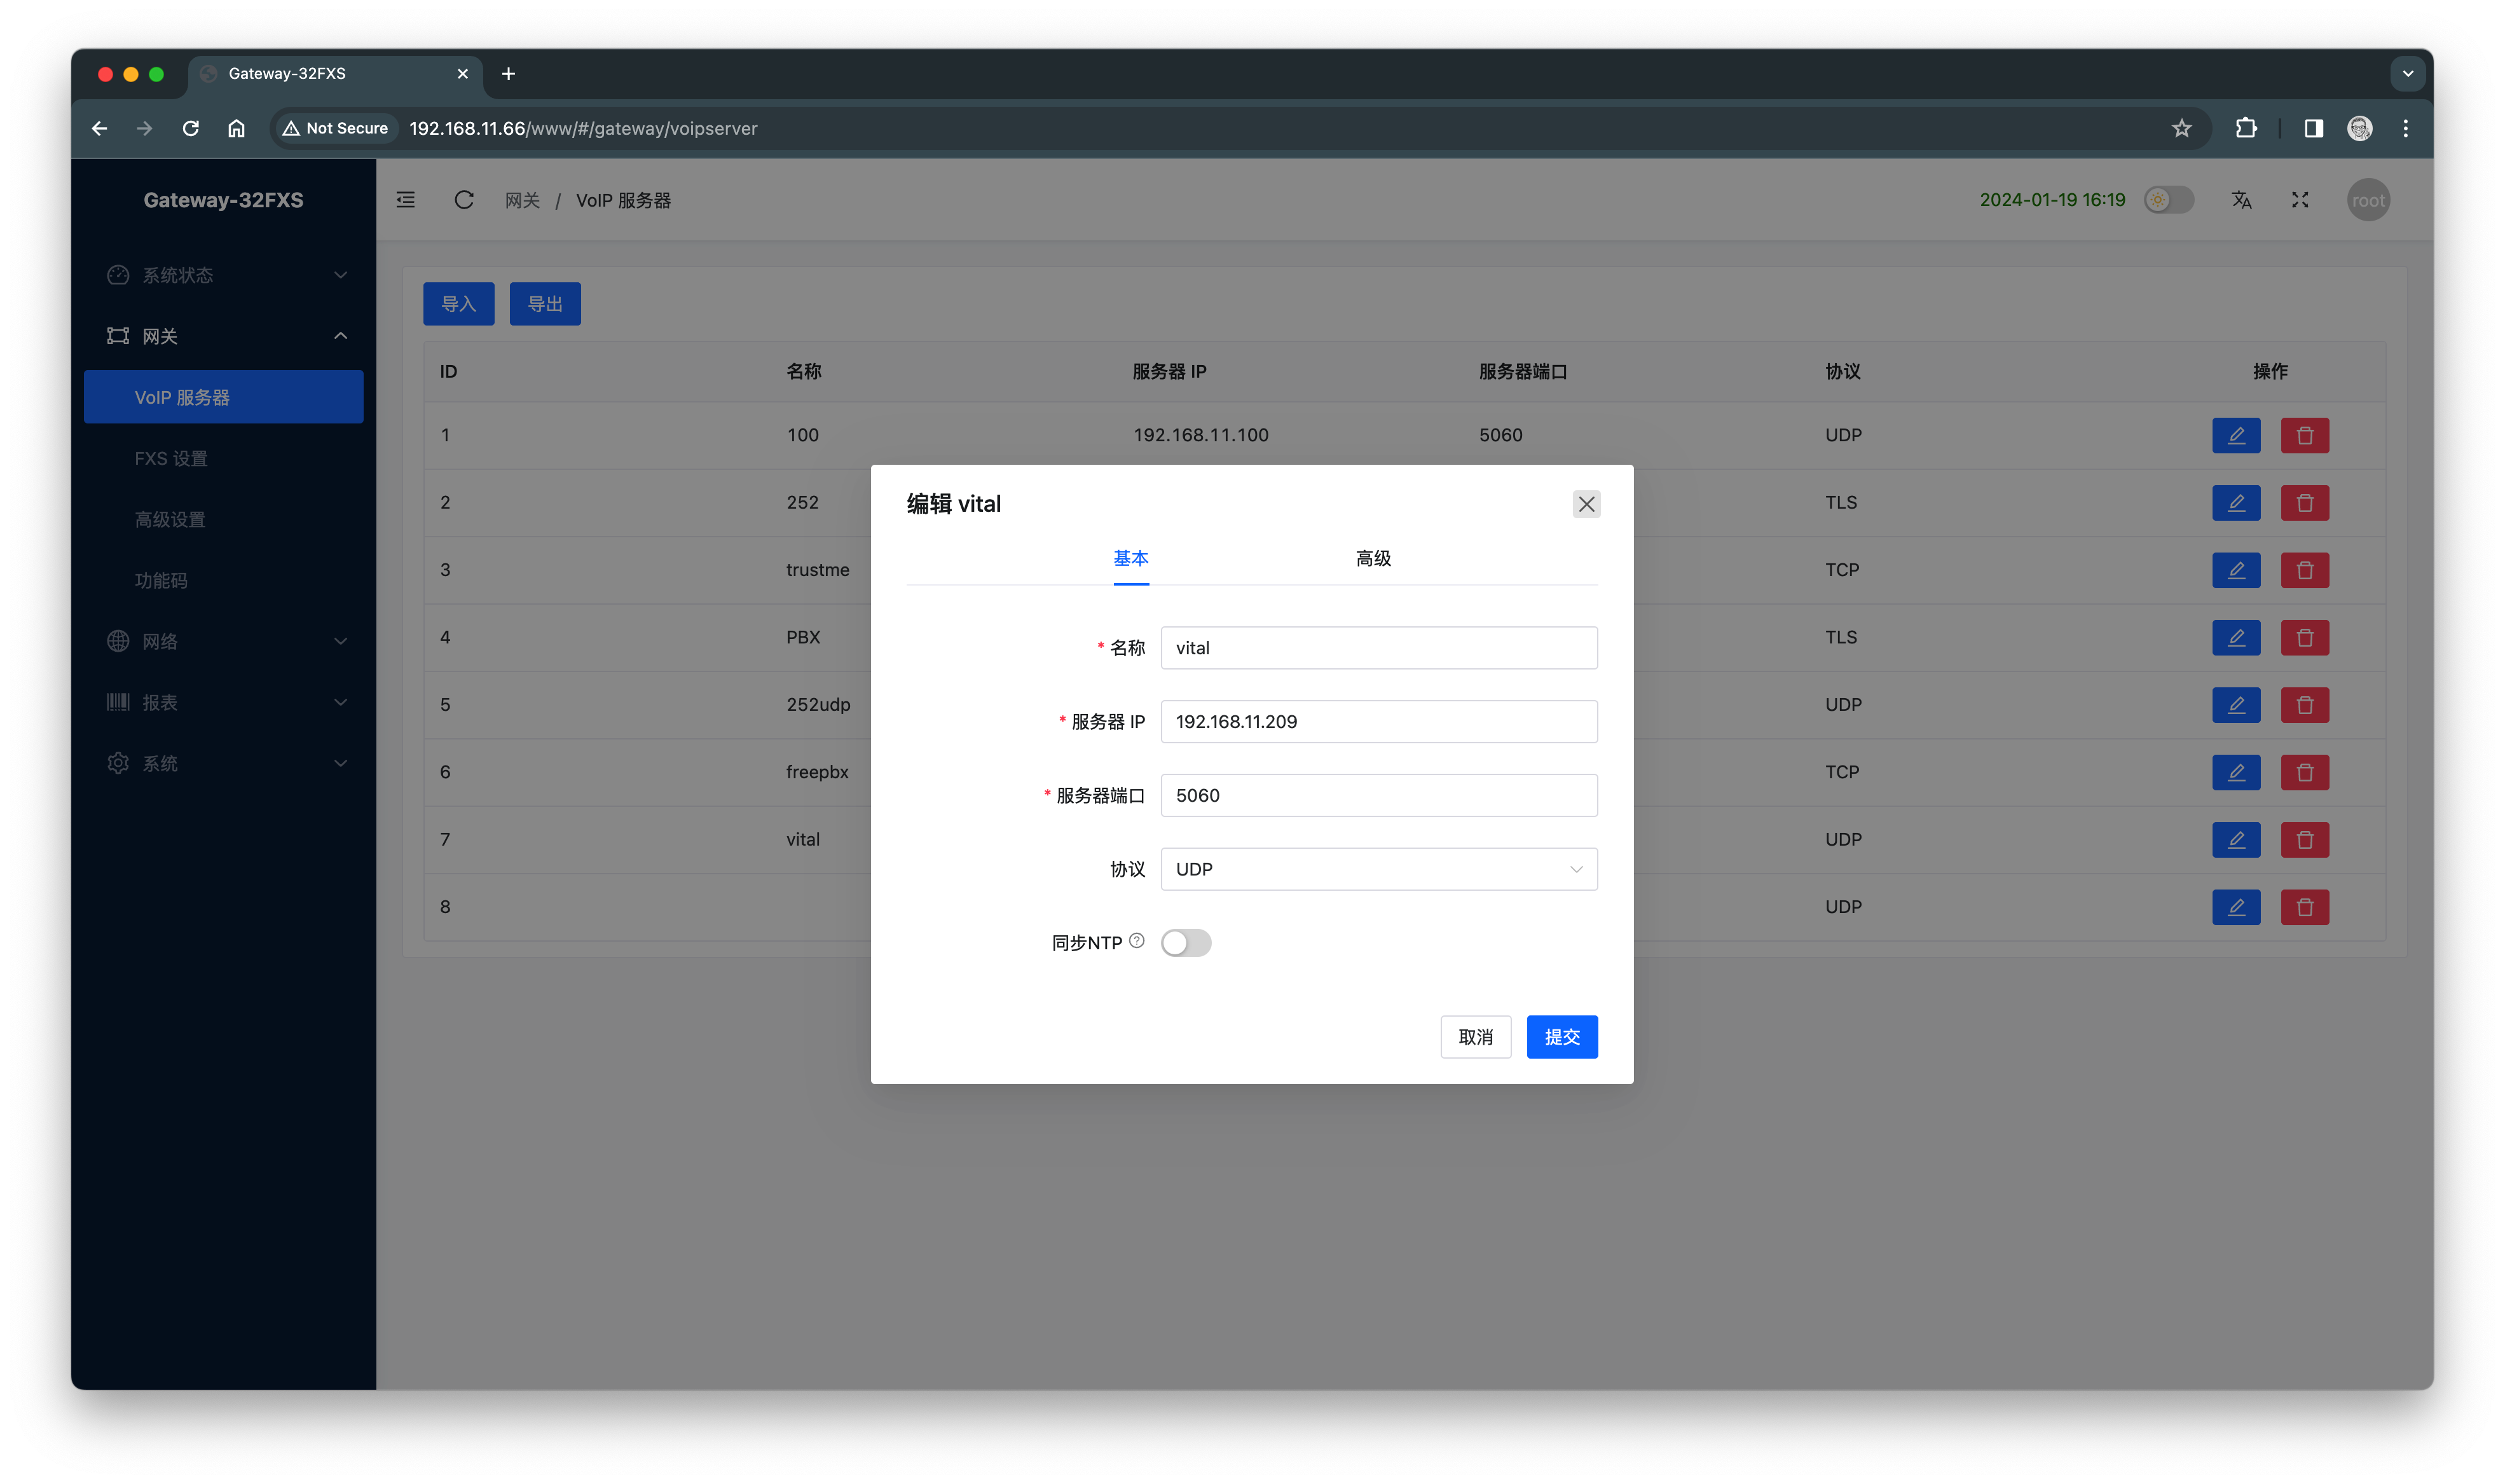 Gateway-32FXS
Not Secure 192.168.11.66/www/#/gateway/voipserver
Gateway-32FXS
网关 / VoIP 服务器
2024-01-19 16:19
root
系统状态
网关
VoIP 服务器
FXS 设置
高级设置
功能码
网络
报表
系统
导入 导出
ID 名称 服务器 IP 服务器端口 协议 操作
1 100 192.168.11.100 5060 UDP
2 252 TLS
3 trustme TCP
4 PBX TLS
5 252udp UDP
6 freepbx TCP
7 vital UDP
8 UDP
编辑 vital
基本 高级
* 名称 vital
* 服务器 IP 192.168.11.209
* 服务器端口 5060
协议 UDP
同步NTP
取消 提交